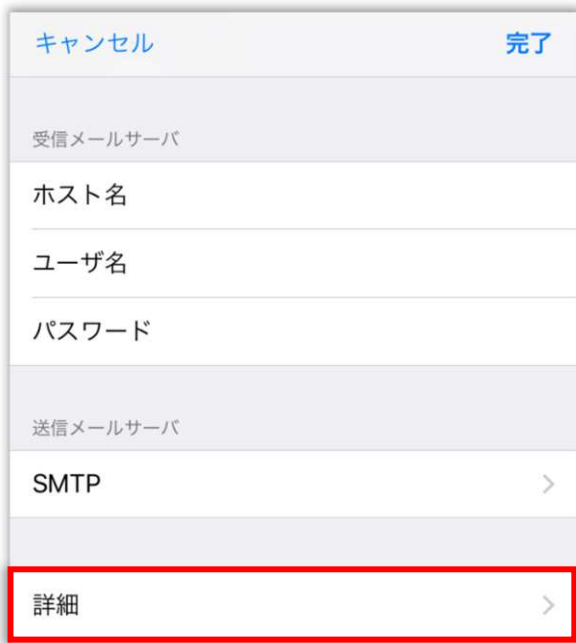 キャンセル 完了
受信メールサーバ
ホスト名
ユーザ名
パスワード
送信メールサーバ
SMTP
詳細